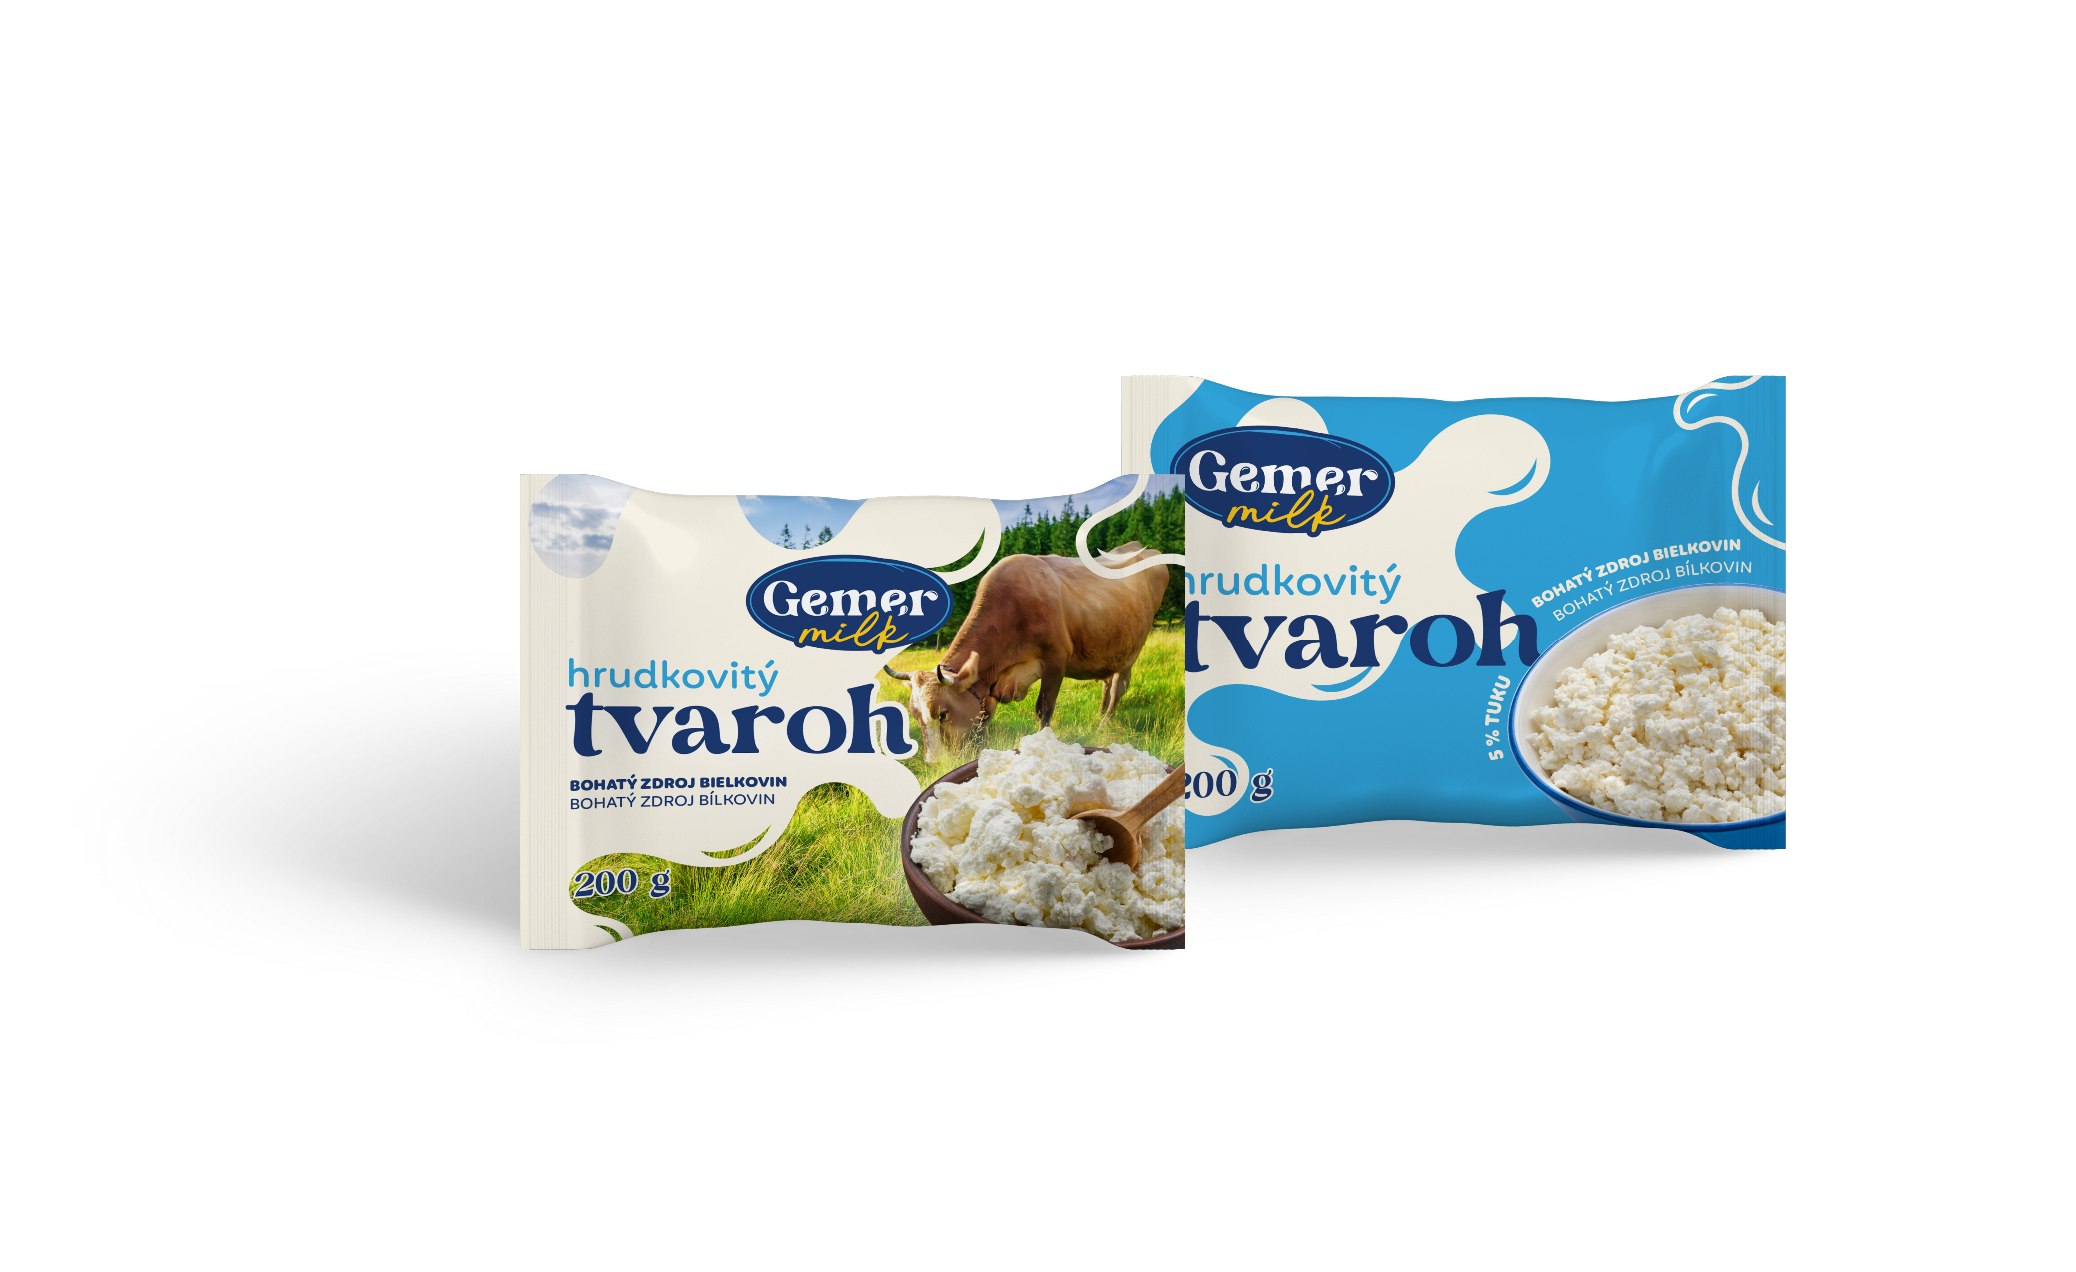 Gemer
milk
hrudkovitý
tvaroh
BOHATÝ ZDROJ BIELKOVIN
BOHATÝ ZDROJ BÍLKOVIN
200 g
Gemer
milk
hrudkovitý
tvaroh
BOHATÝ ZDROJ BIELKOVIN
BOHATÝ ZDROJ BÍLKOVIN
5 % TUKU
200 g